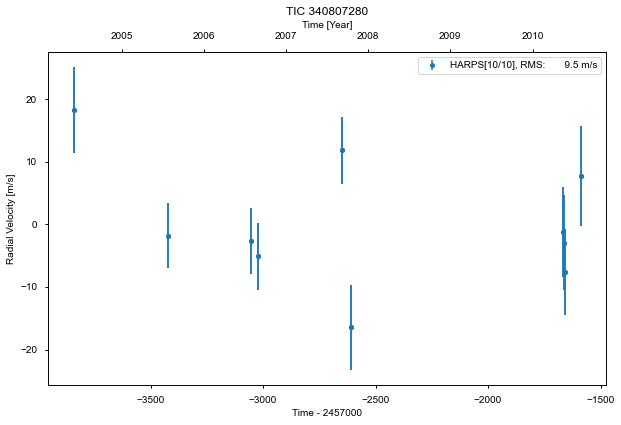 TIC 340807280
Time [Year]
2005 2006 2007 2008 2009 2010
HARPS[10/10], RMS: 9.5 m/s
20
10
0
−10
−20
Radial Velocity [m/s]
−3500 −3000 −2500 −2000 −1500
Time - 2457000